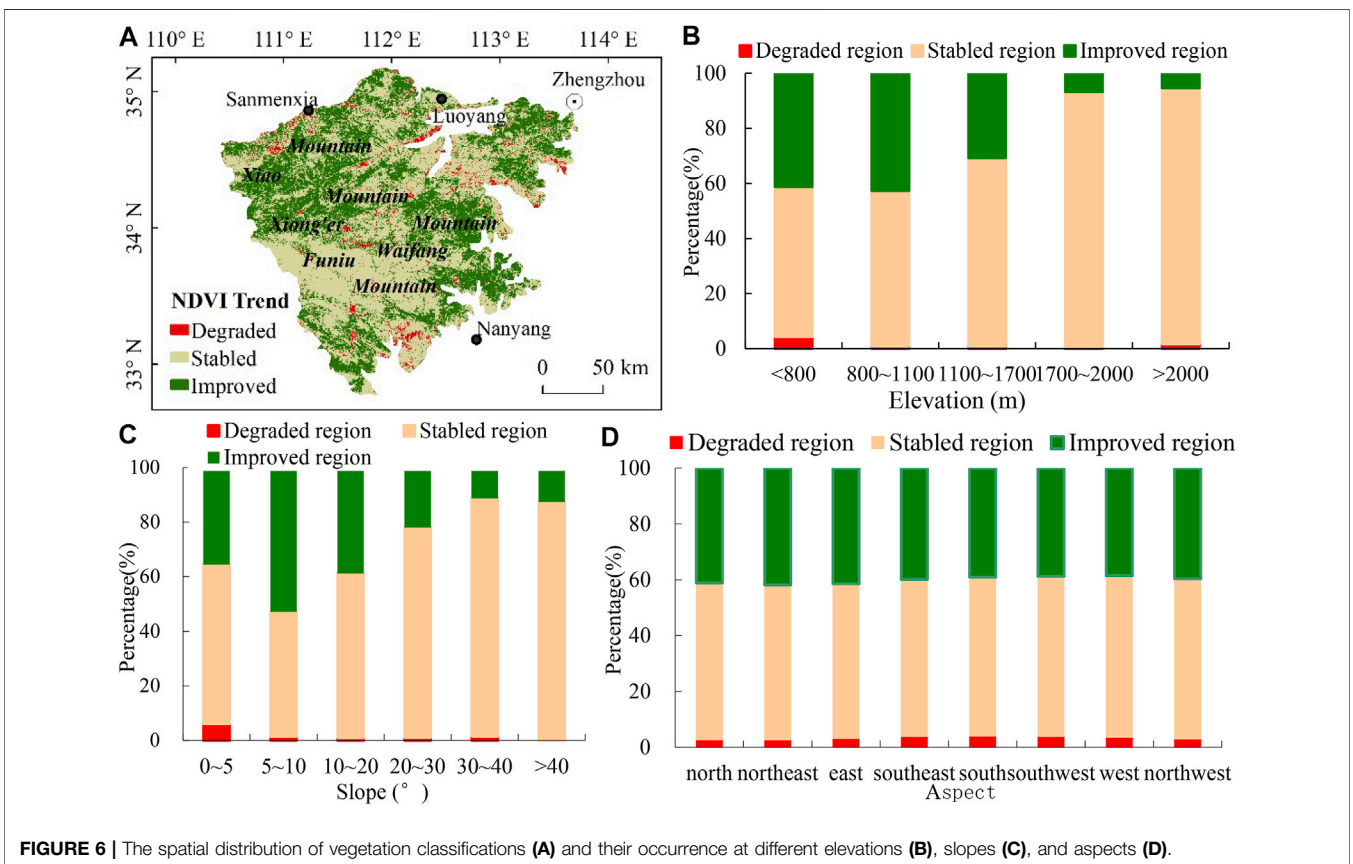 A
110° E 111° E 112° E 113° E 114° E
35° N
34° N
33° N
Zhengzhou
Sanmenxia
Luoyang
Mountain
Xiao
Mountain
Xiong'er
Mountain
Waifang
Funiu
Mountain
Nanyang
NDVI Trend
Degraded
Stabled
Improved
0 50 km
B
Degraded region Stabled region Improved region
Percentage(%)
100
80
60
40
20
0
<800 800~1100 1100~1700 1700~2000 >2000
Elevation (m)
C
Degraded region Stabled region
Improved region
Percentage(%)
100
80
60
40
20
0
0~5 5~10 10~20 20~30 30~40 >40
Slope (°)
D
Degraded region Stabled region Improved region
Percentage(%)
100
80
60
40
20
0
north northeast east southeast south southwest west northwest
Aspect
FIGURE 6 | The spatial distribution of vegetation classifications (A) and their occurrence at different elevations (B), slopes (C), and aspects (D).